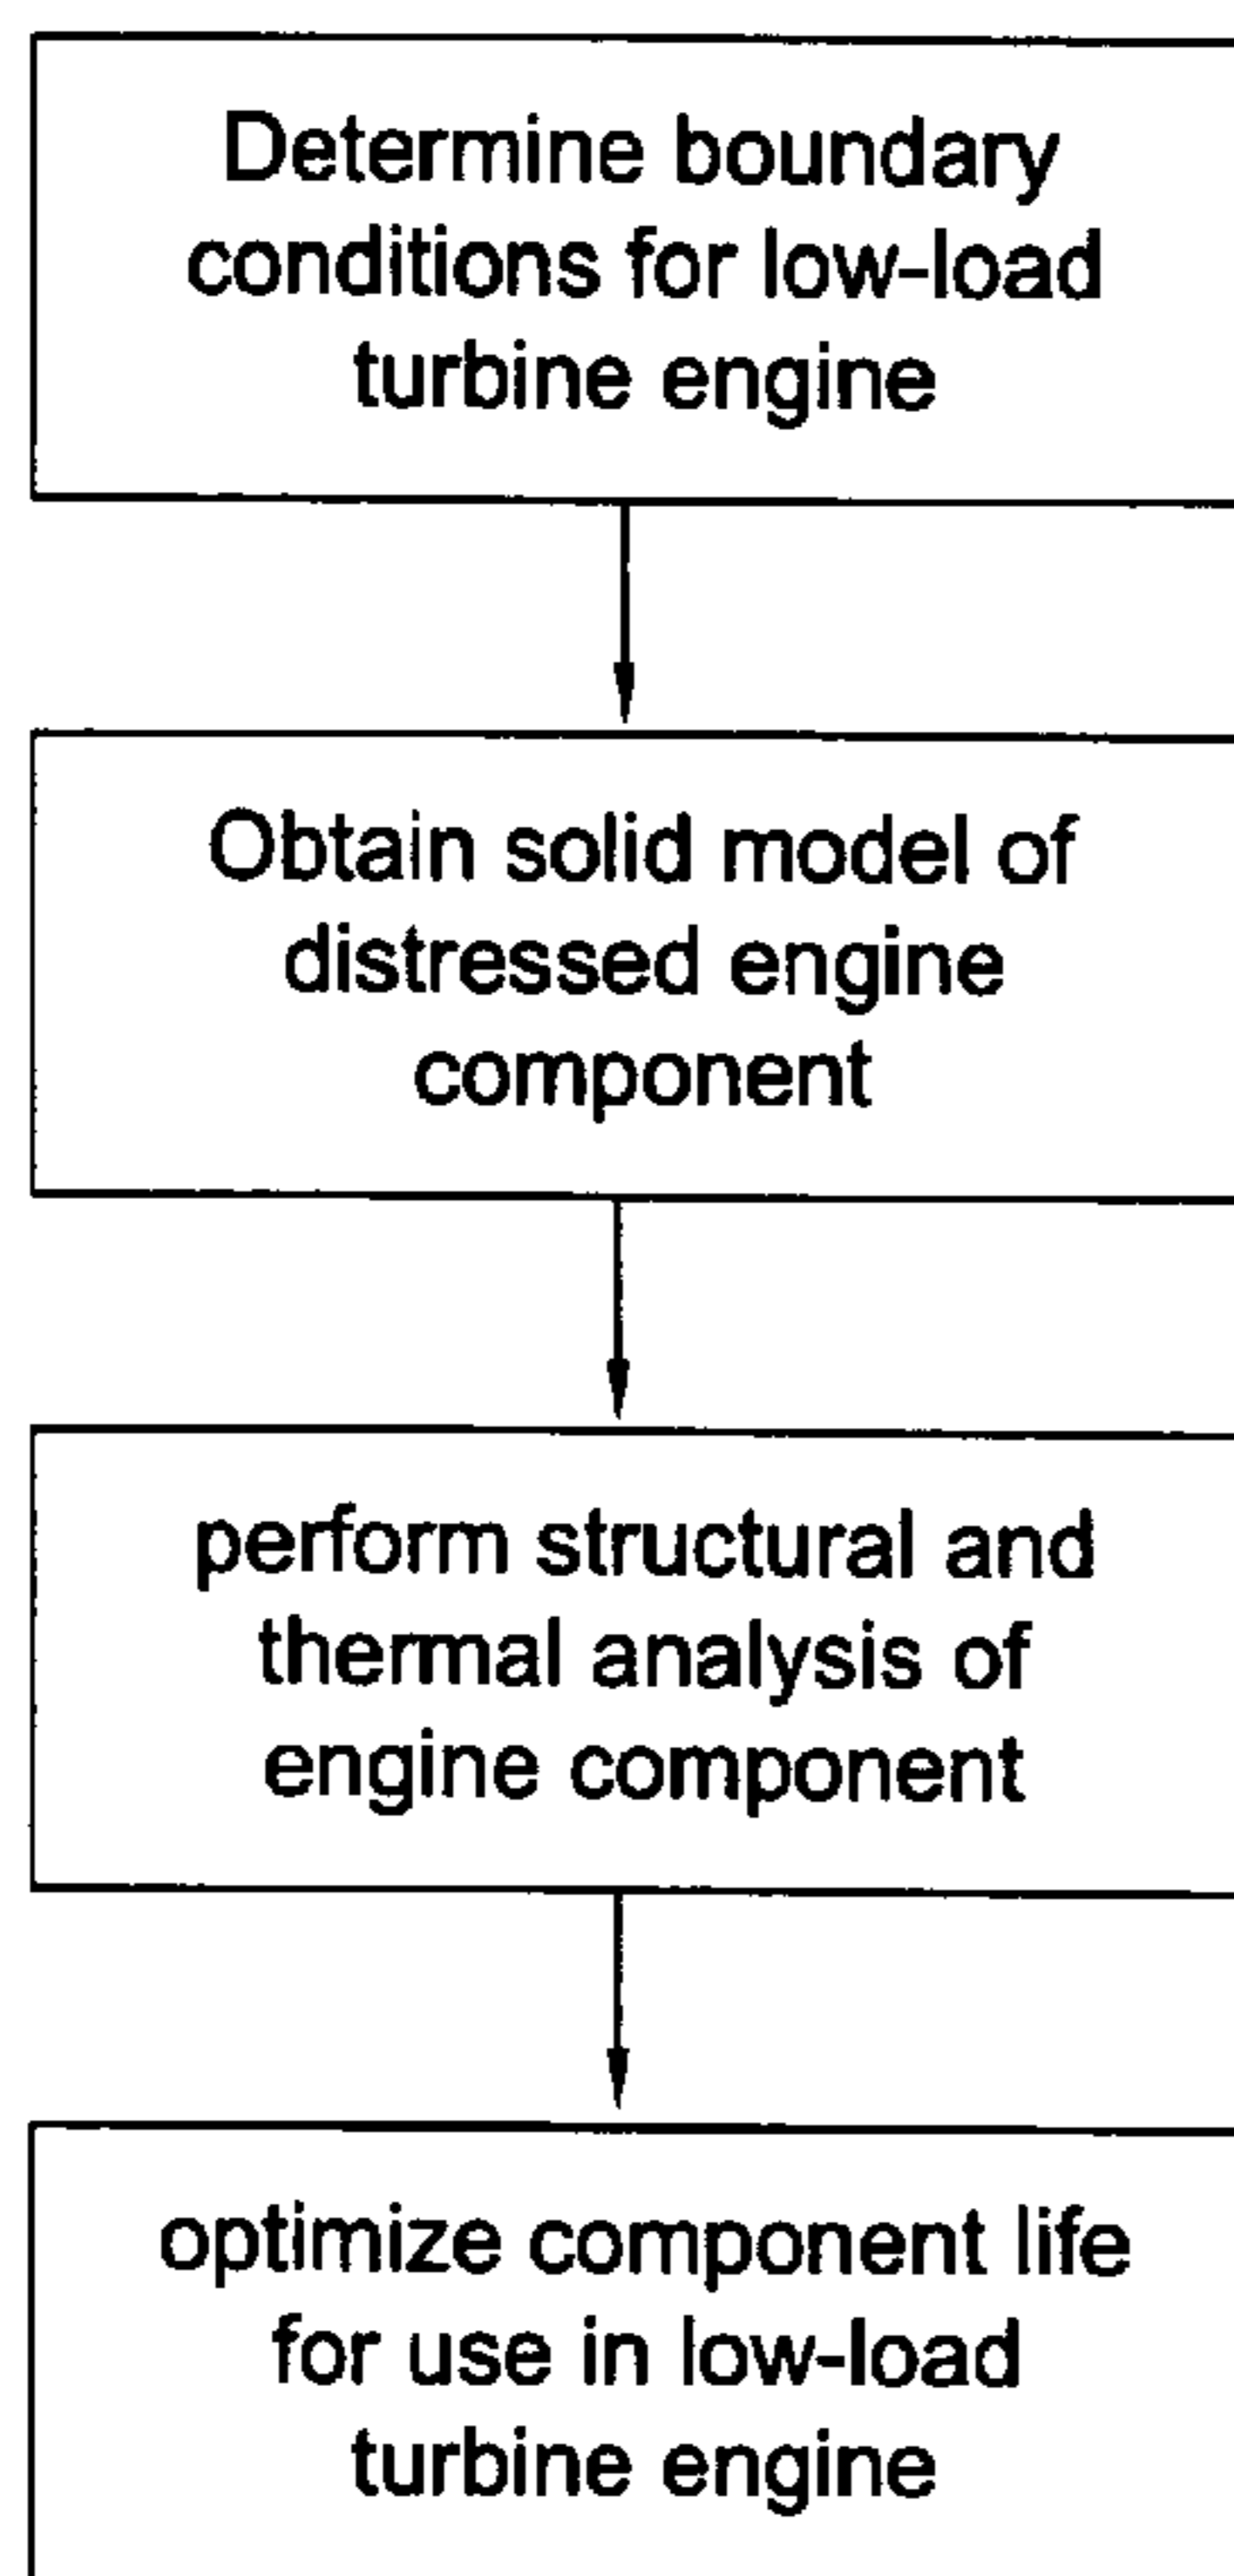 Determine boundary
conditions for low-load
turbine engine
Obtain solid model of
distressed engine
component
perform structural and
thermal analysis of
engine component
optimize component life
for use in low-load
turbine engine